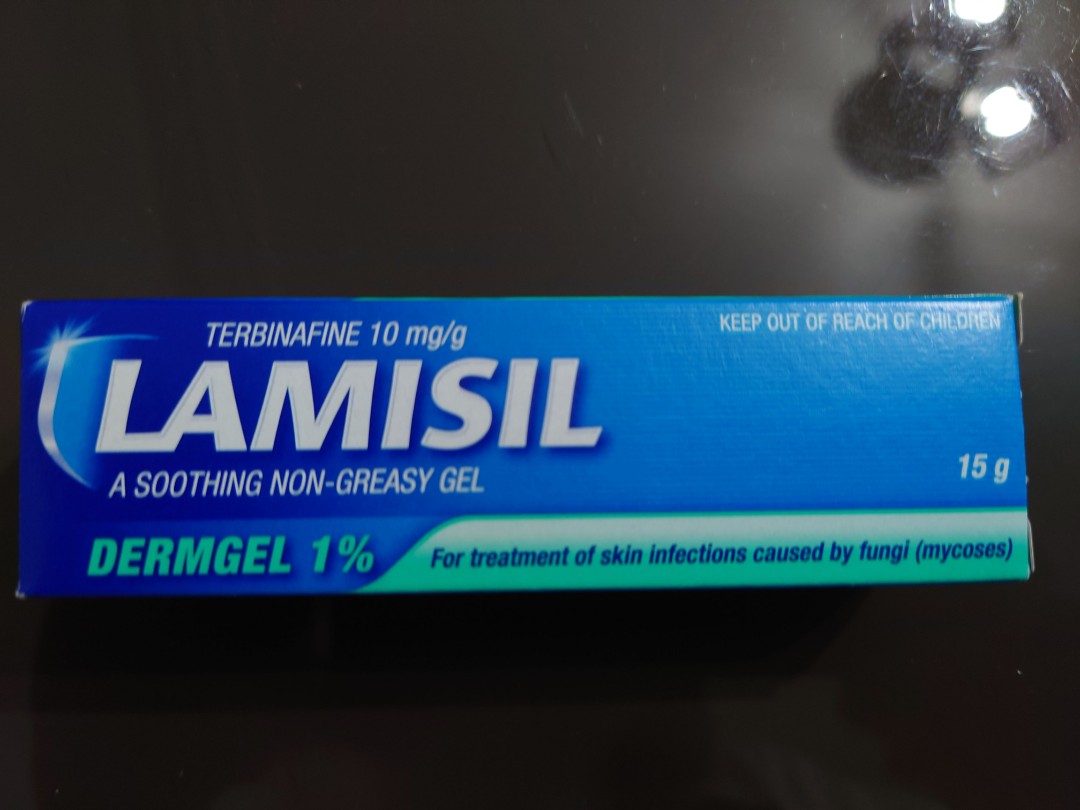 TERBINAFINE 10 mg/g
KEEP OUT OF REACH OF CHILDREN
LAMISIL
A SOOTHING NON-GREASY GEL
15 g
DERMGEL 1%
For treatment of skin infections caused by fungi (mycoses)